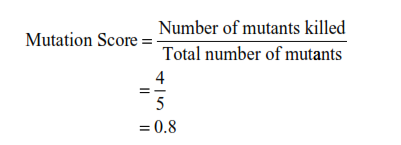 Mutation Score = Number of mutants killed / Total number of mutants
= 4 / 5
= 0.8